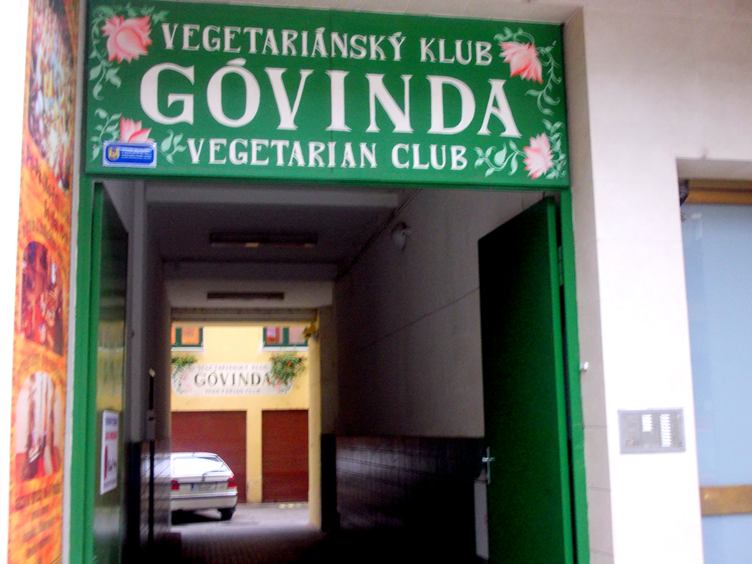 VEGETARIÁNSKÝ KLUB
GÓVINDA
VEGETARIAN CLUB
GÓVINDA